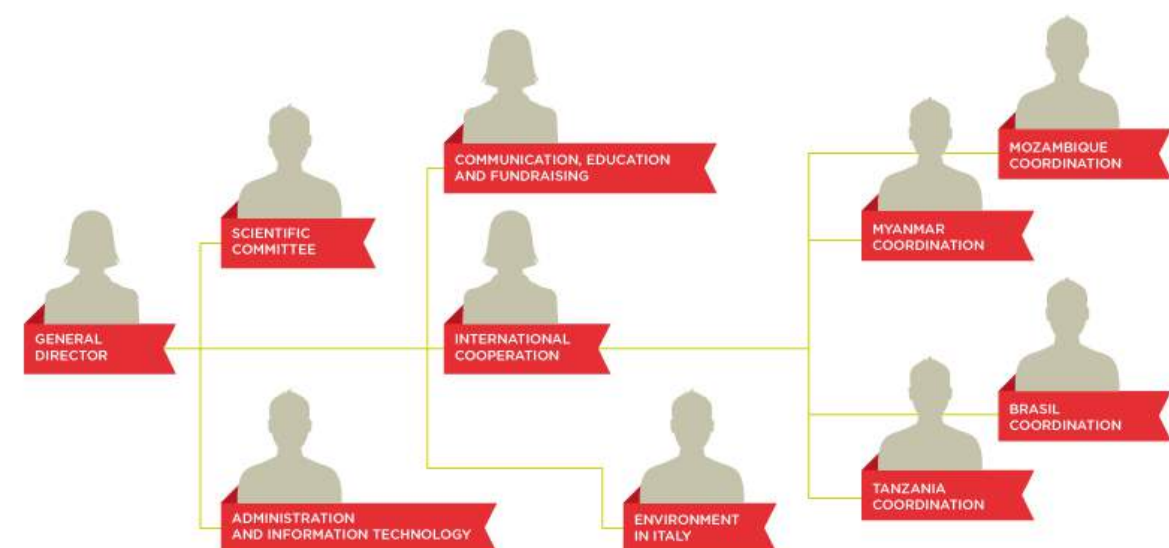 GENERAL
DIRECTOR
SCIENTIFIC
COMMITTEE
ADMINISTRATION
AND INFORMATION TECHNOLOGY
COMMUNICATION, EDUCATION
AND FUNDRAISING
INTERNATIONAL
COOPERATION
ENVIRONMENT
IN ITALY
MOZAMBIQUE
COORDINATION
MYANMAR
COORDINATION
BRASIL
COORDINATION
TANZANIA
COORDINATION